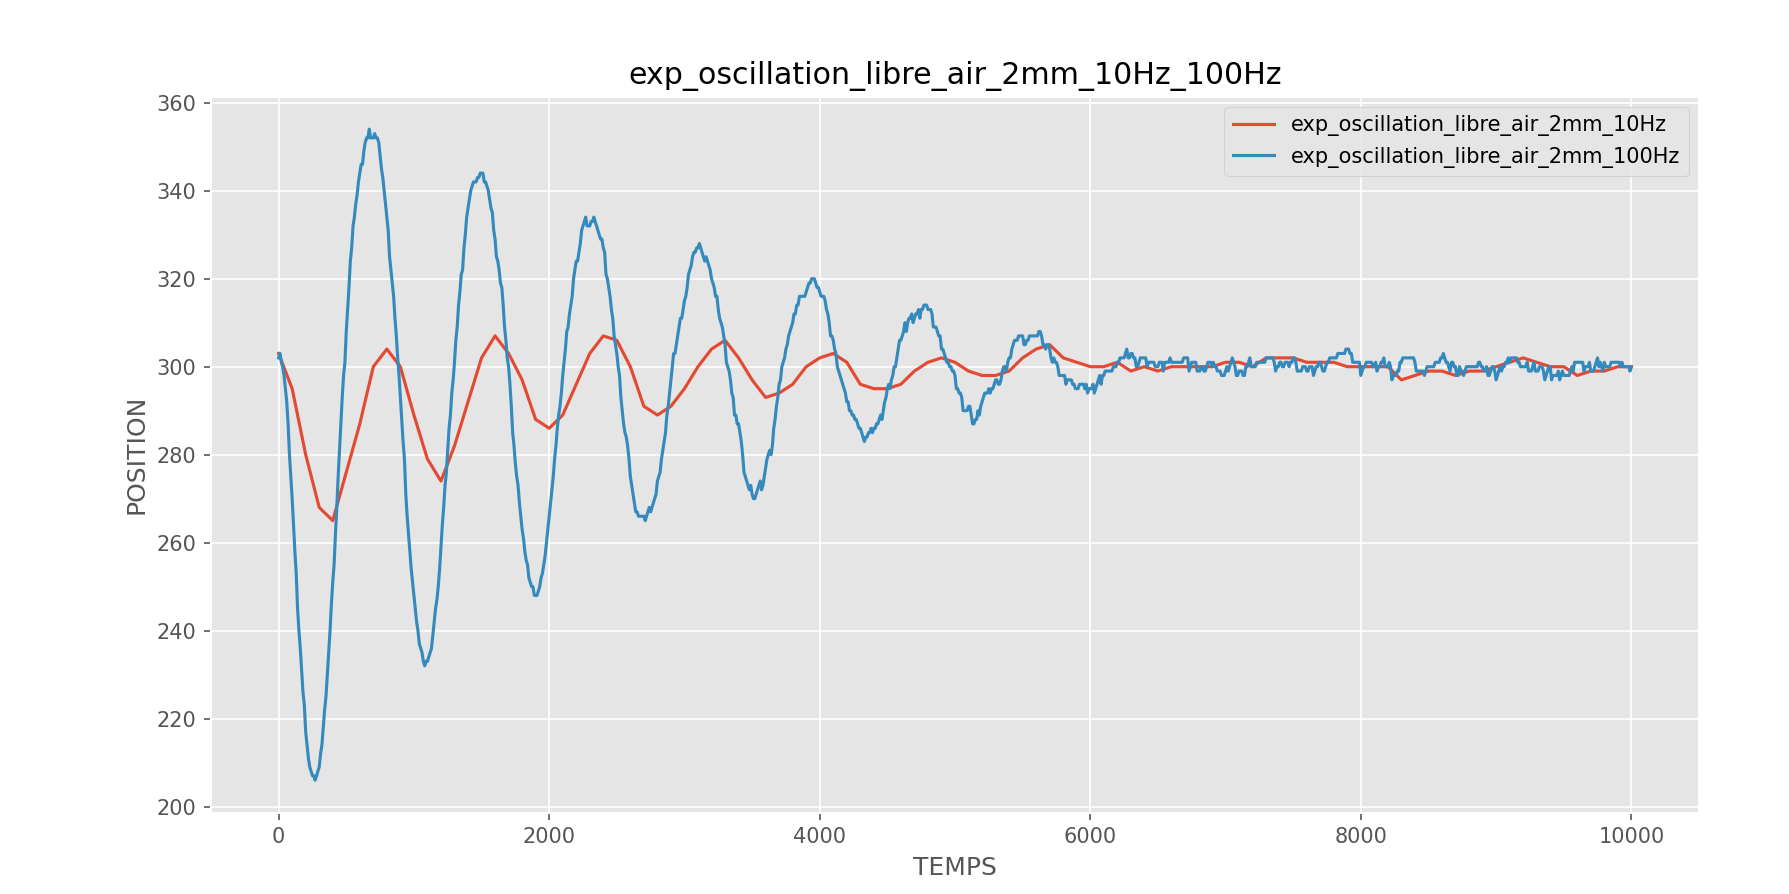 exp_oscillation_libre_air_2mm_10Hz_100Hz
exp_oscillation_libre_air_2mm_10Hz
exp_oscillation_libre_air_2mm_100Hz
360
340
320
300
280
260
240
220
200
POSITION
0 2000 4000 6000 8000 10000
TEMPS